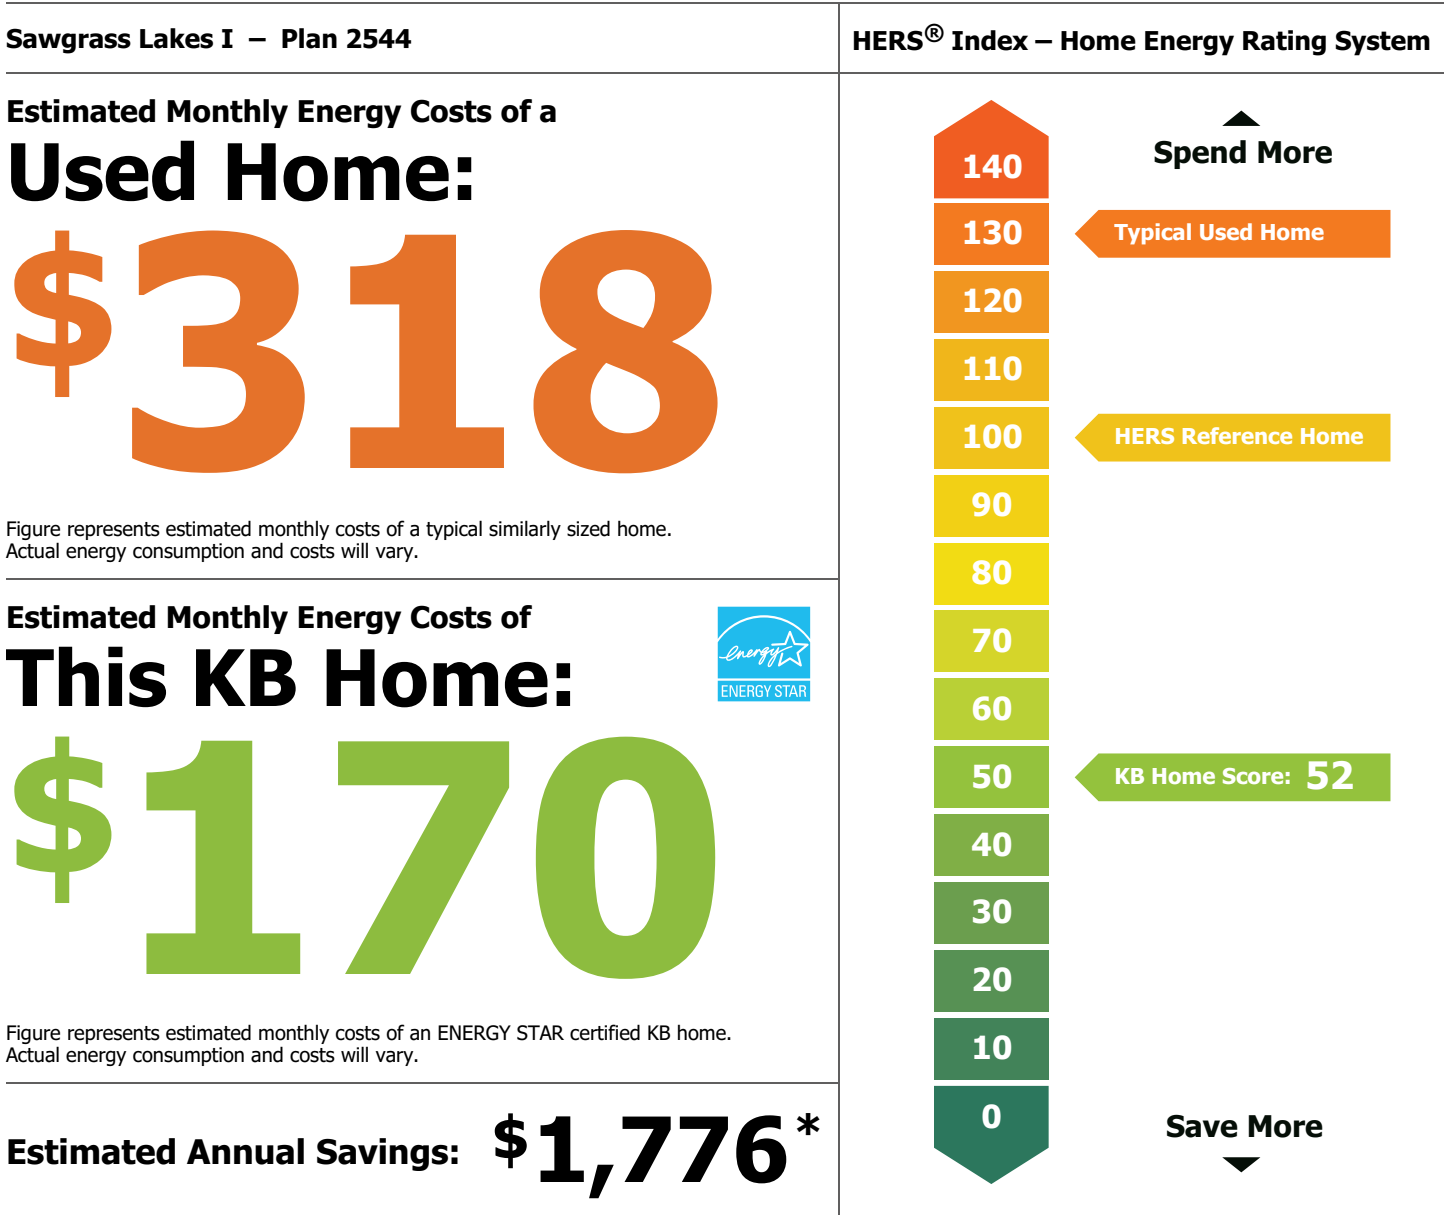 Sawgrass Lakes I – Plan 2544
Estimated Monthly Energy Costs of a
Used Home:
$318
Figure represents estimated monthly costs of a typical similarly sized home.
Actual energy consumption and costs will vary.
Estimated Monthly Energy Costs of
This KB Home:
energy
ENERGY STAR
$170
Figure represents estimated monthly costs of an ENERGY STAR certified KB home.
Actual energy consumption and costs will vary.
Estimated Annual Savings: $1,776*
HERS® Index – Home Energy Rating System
Spend More
140
130 Typical Used Home
120
110
100 HERS Reference Home
90
80
70
60
50 KB Home Score: 52
40
30
20
10
0
Save More